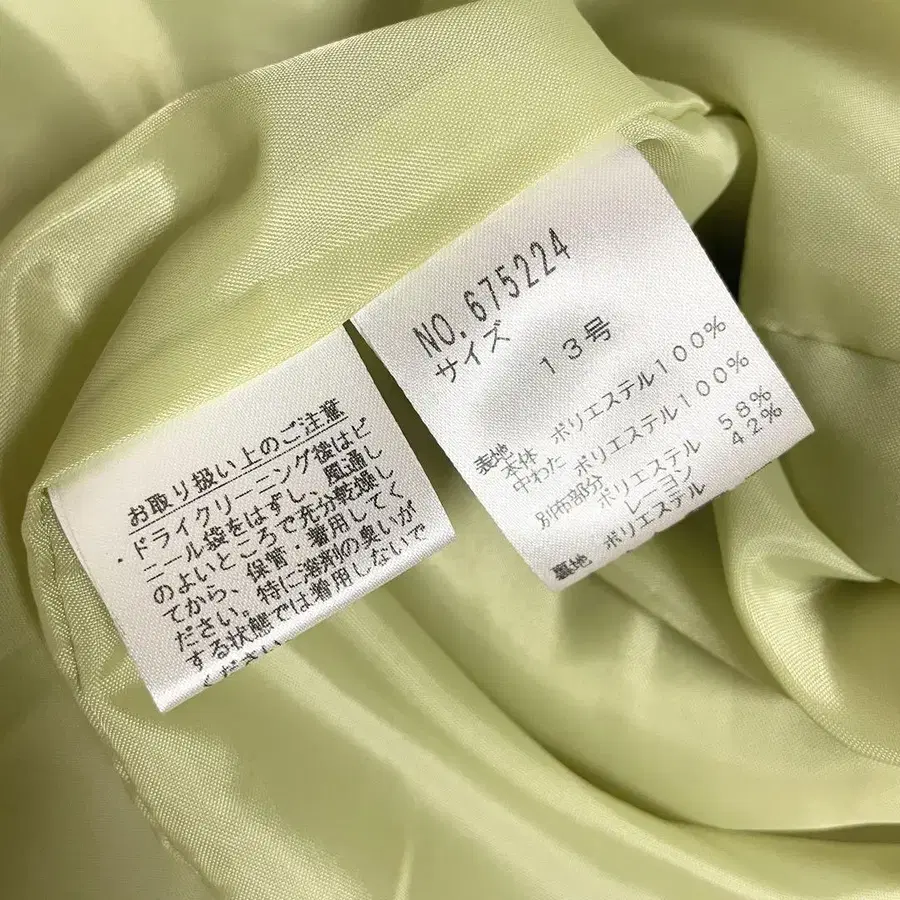 お取り扱い上のご注意
・ドライクリーニング後はビ
ニール袋をはずし、風通し
のよいところで充分乾燥し
てから、保管・着用してく
ださい。特に溶剤の臭いが
する状態では着用しないで
ください
NO.675224
サイズ
13号
表地
本体 ポリエステル100%
中わた ポリエステル100%
別布部分 ポリエステル 58%
レーヨン 42%
裏地 ポリエステル